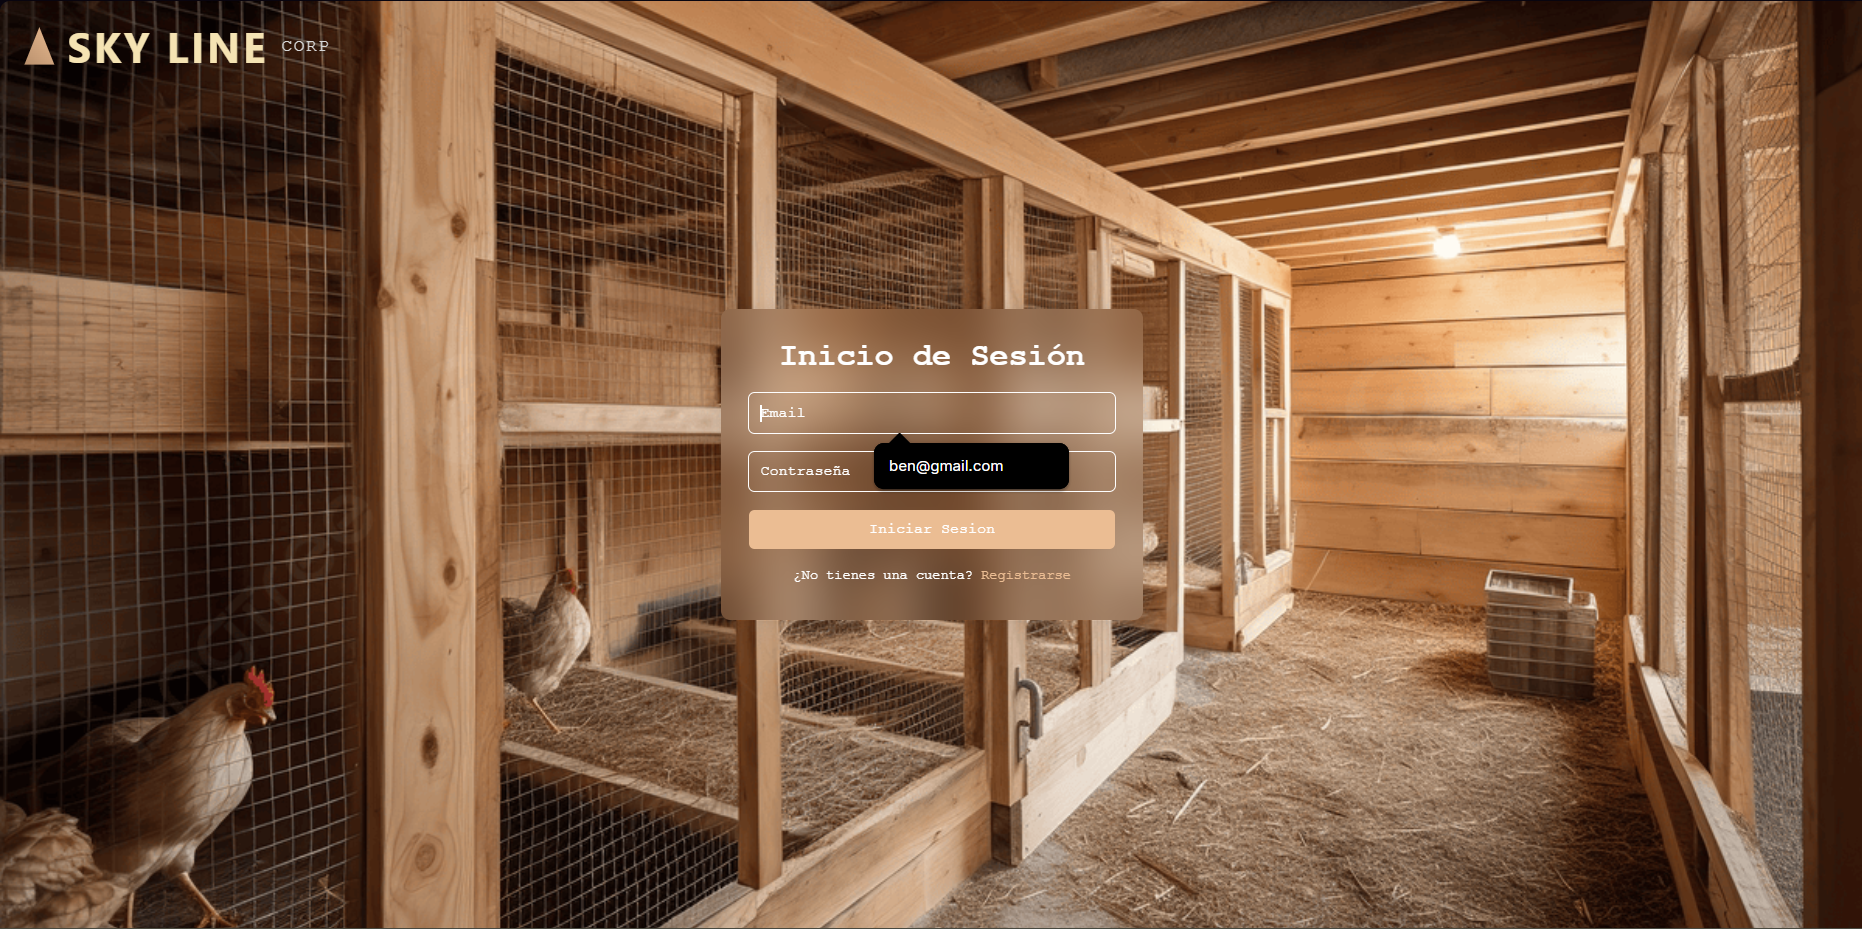 SKY LINE CORP
Inicio de Sesión
Email
ben@gmail.com
Contraseña
Iniciar Sesion
¿No tienes una cuenta? Registrarse